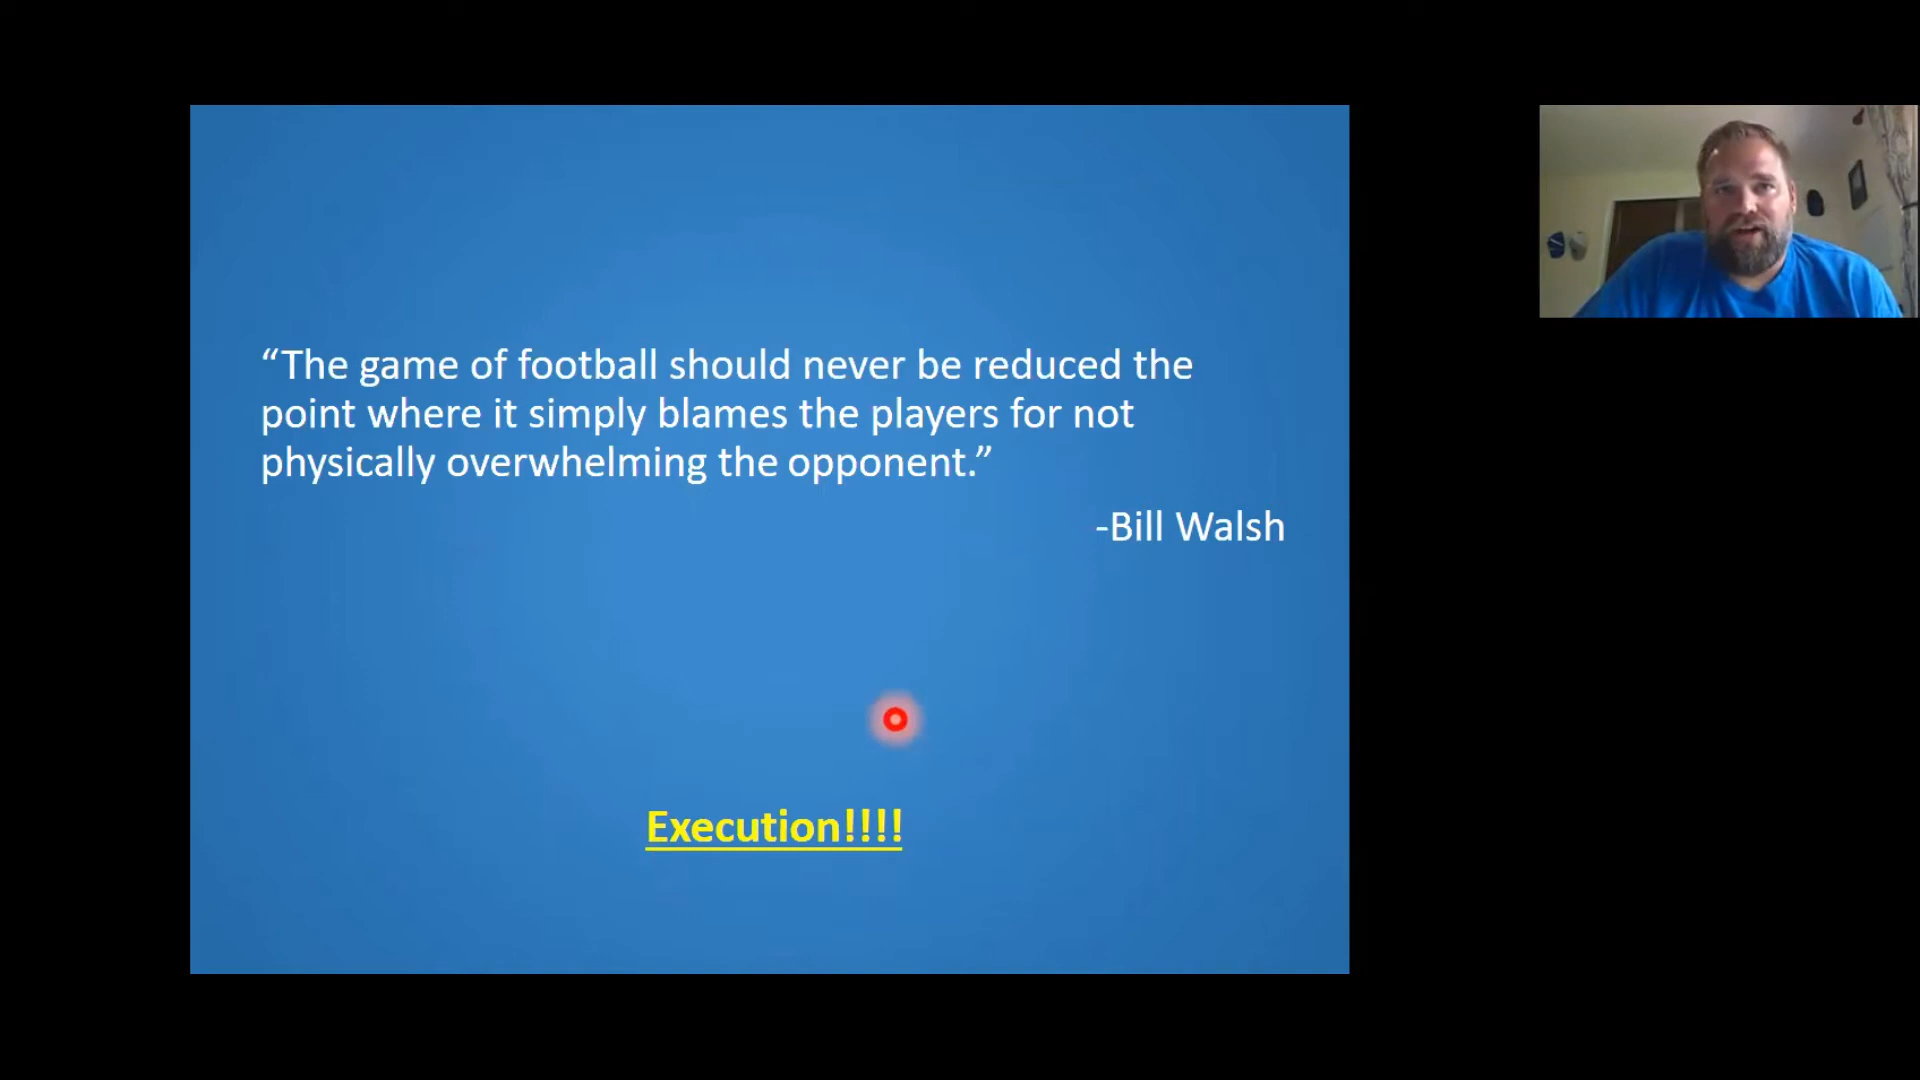 “The game of football should never be reduced the
point where it simply blames the players for not
physically overwhelming the opponent.”
-Bill Walsh
Execution!!!!